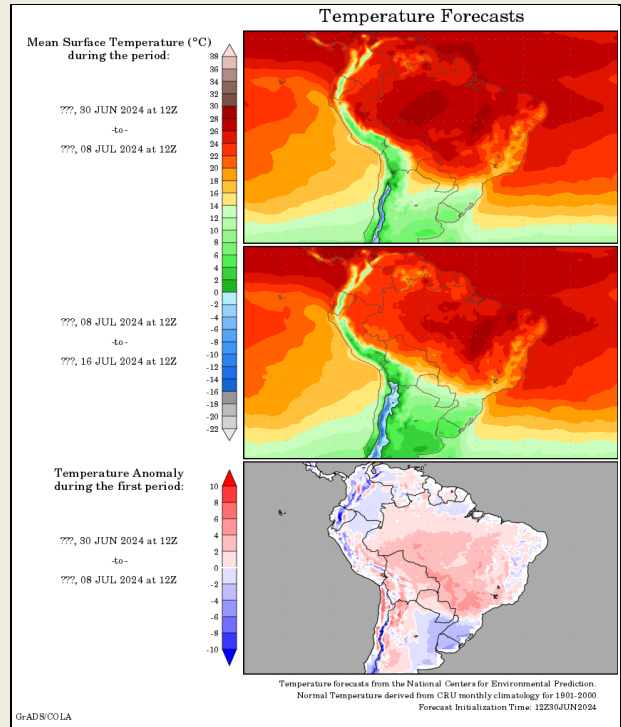 Temperature Forecasts
Mean Surface Temperature (°C)
during the period:
???, 30 JUN 2024 at 12Z
-to-
???, 08 JUL 2024 at 12Z
38
36
34
32
30
28
26
24
22
20
18
16
14
12
10
8
6
4
2
0
-2
-4
-6
-8
-10
-12
-14
-16
-18
-20
-22
???, 08 JUL 2024 at 12Z
-to-
???, 16 JUL 2024 at 12Z
Temperature Anomaly
during the first period:
???, 30 JUN 2024 at 12Z
-to-
???, 08 JUL 2024 at 12Z
10
8
6
4
2
0
-2
-4
-6
-8
-10
Temperature forecasts from the National Centers for Environmental Prediction.
Normal Temperature derived from CRU monthly climatology for 1901-2000
Forecast Initialization Time: 12Z30JUN2024
GrADS/COLA